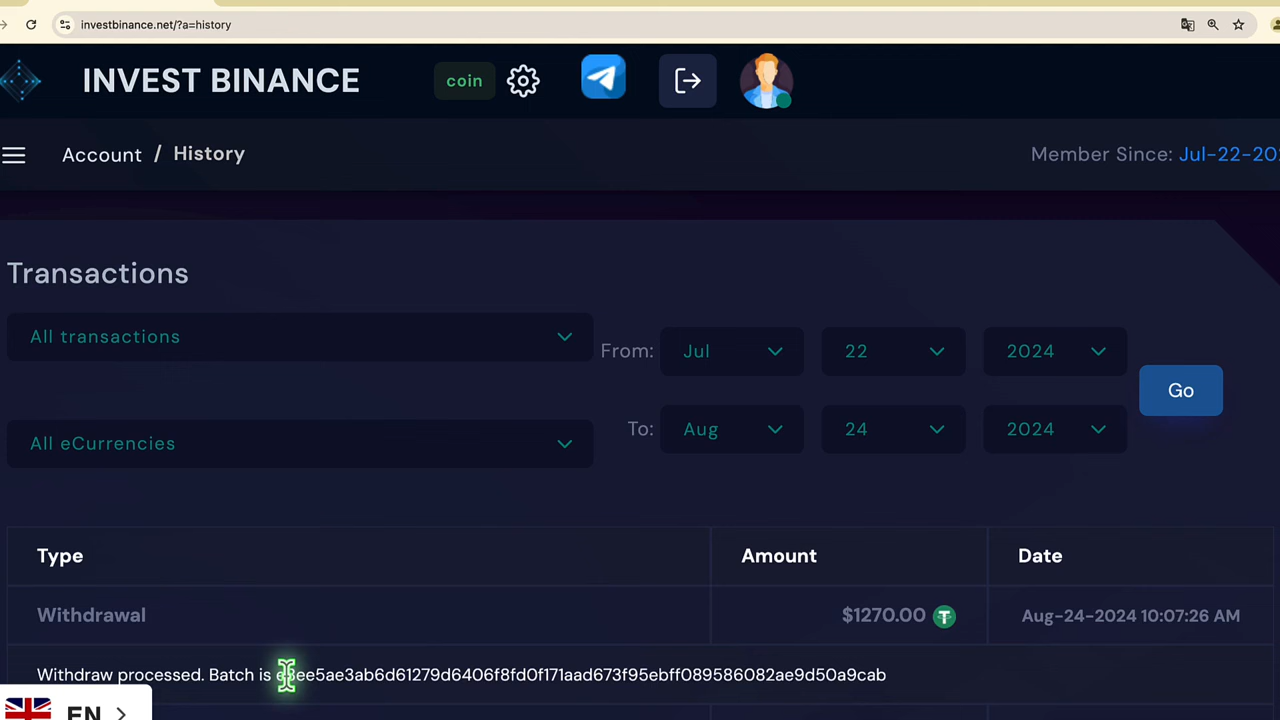 investbinance.net/?a=history
INVEST BINANCE
coin
Account / History
Member Since: Jul-22-202
Transactions
All transactions
From: Jul 22 2024
Go
All eCurrencies
To: Aug 24 2024
Type Amount Date
Withdrawal $1270.00 Aug-24-2024 10:07:26 AM
Withdraw processed. Batch is
EN